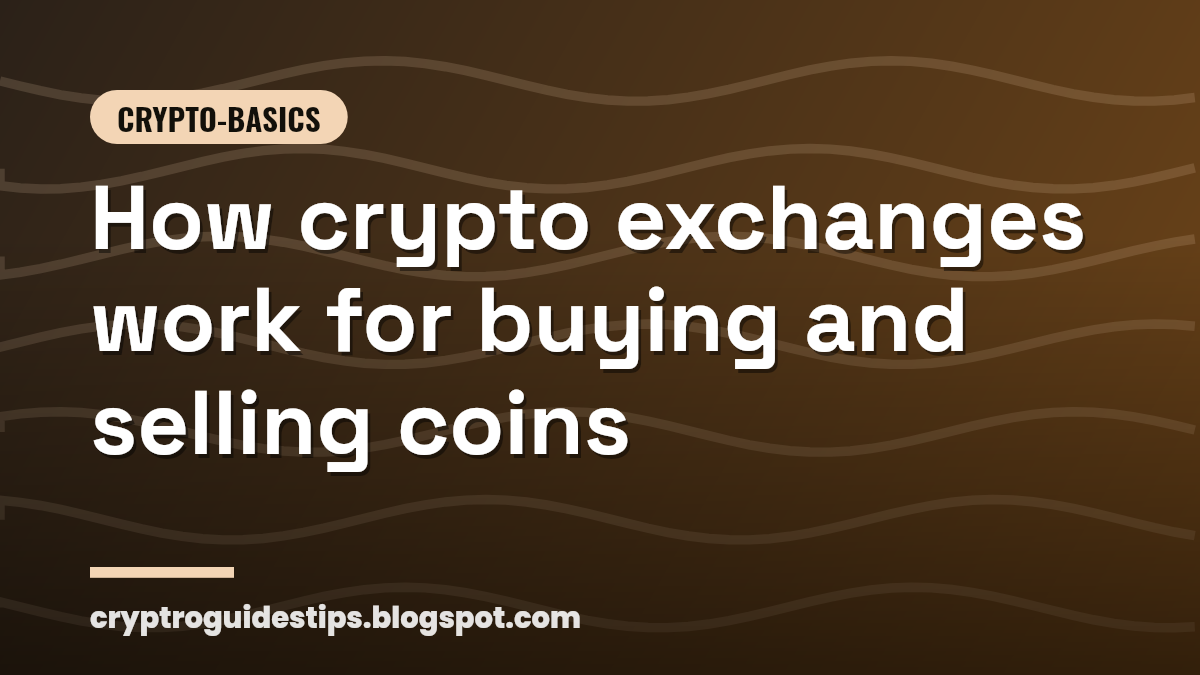 CRYPTO-BASICS
How crypto exchanges
work for buying and
selling coins
cryptroguidestips.blogspot.com